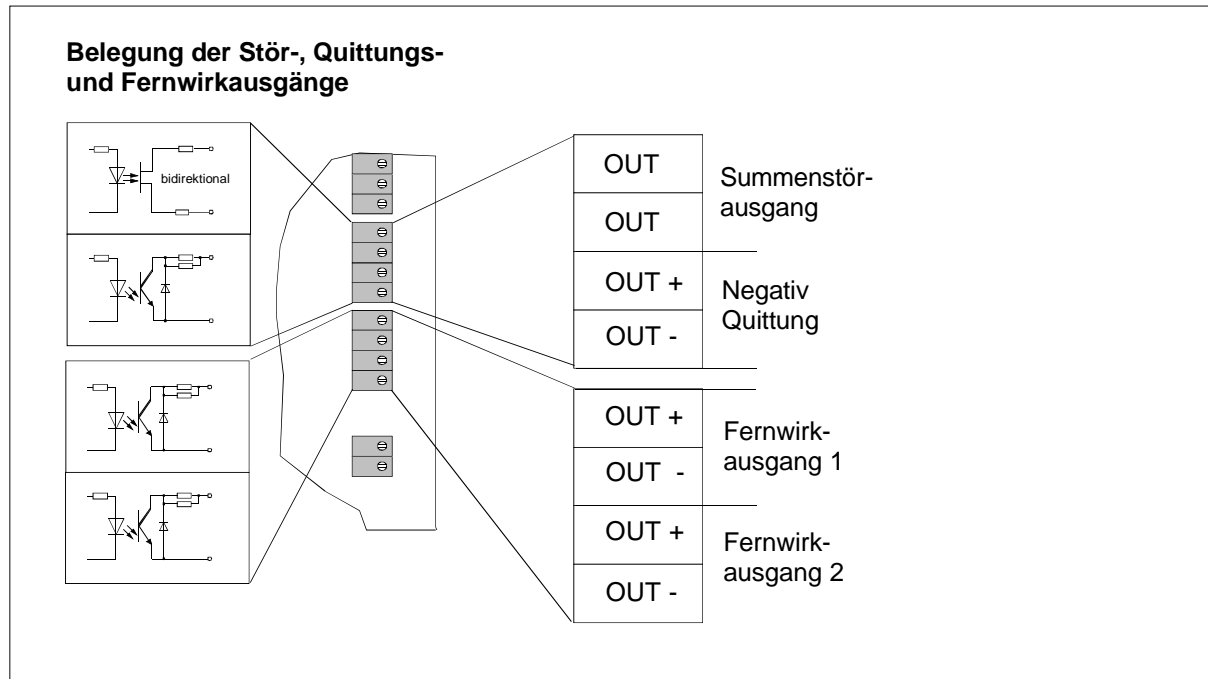 Belegung der Stör-, Quittungs-
und Fernwirkausgänge
bidirektional
OUT
OUT
Summenstör-
ausgang
OUT +
OUT -
Negativ
Quittung
OUT +
OUT -
Fernwirk-
ausgang 1
OUT +
OUT -
Fernwirk-
ausgang 2